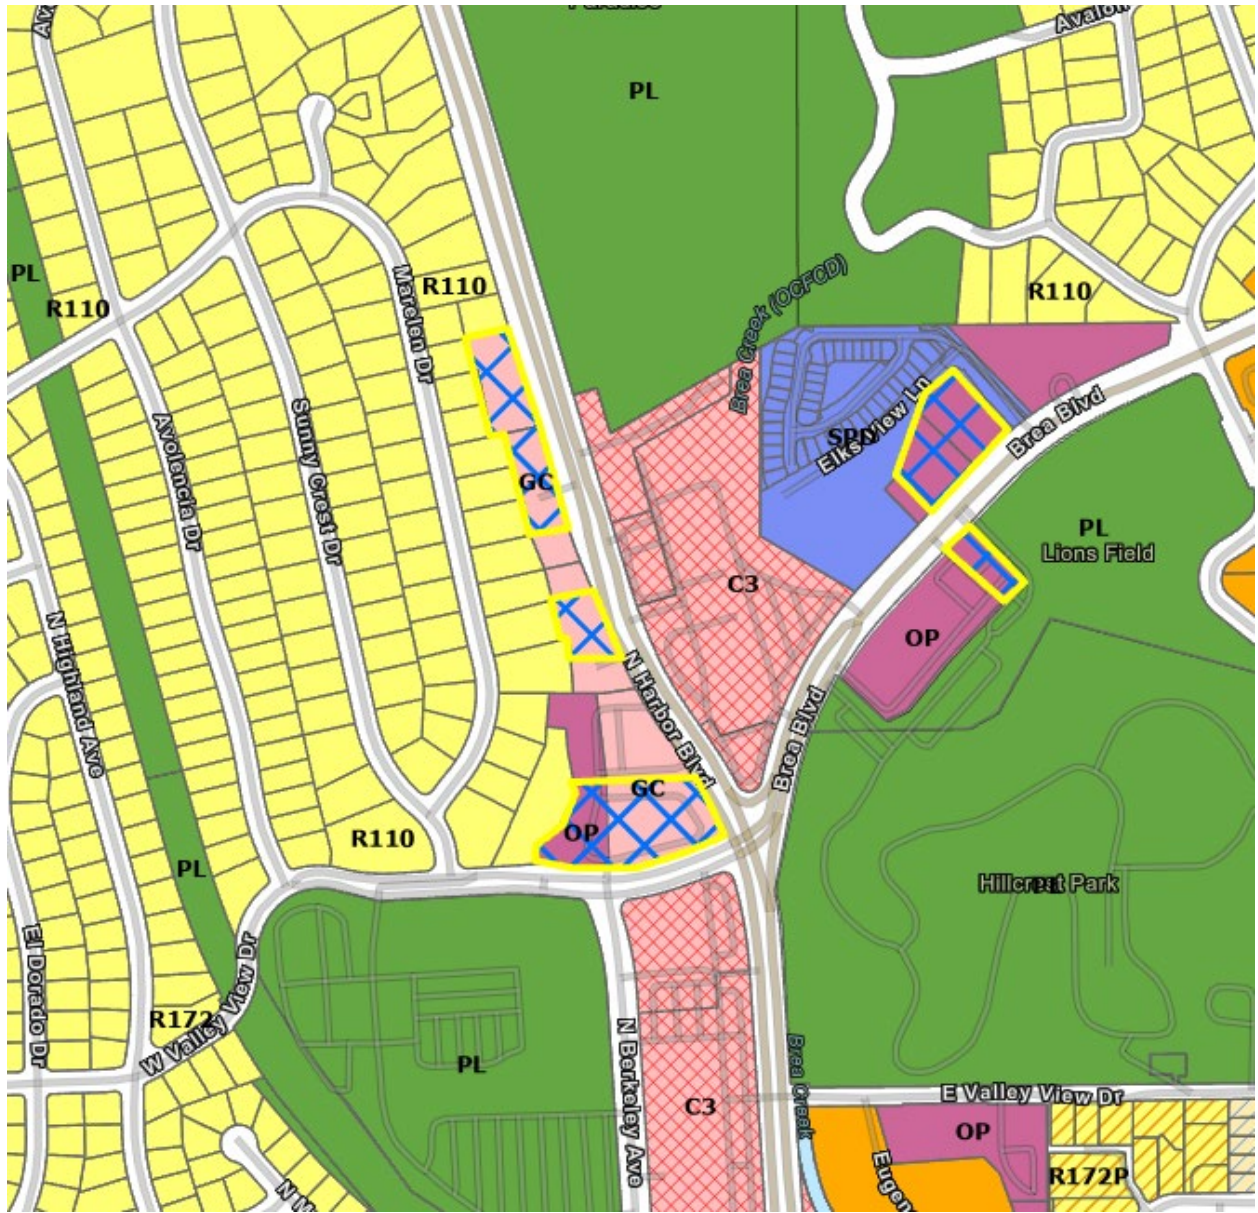 Paradise
Avalon
PL
R110
PL
R110
R110
Brea Creek (OCFCD)
Marelen Dr
Sunny Crest Dr
Avolencia Dr
SPD
Elks View Ln
Brea Blvd
GC
PL
Lions Field
C3
OP
N Highland Ave
N Harbor Blvd
Brea Blvd
GC
OP
R110
PL
Hillcrest Park
PL
El Dorado Dr
R172
W Valley View Dr
PL
N Berkeley Ave
C3
Brea Creek
E Valley View Dr
OP
R172P